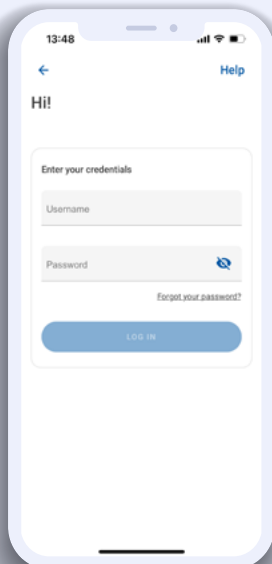 13:48
Help
Hi!
Enter your credentials
Username
Password
Forgot your password?
LOG IN